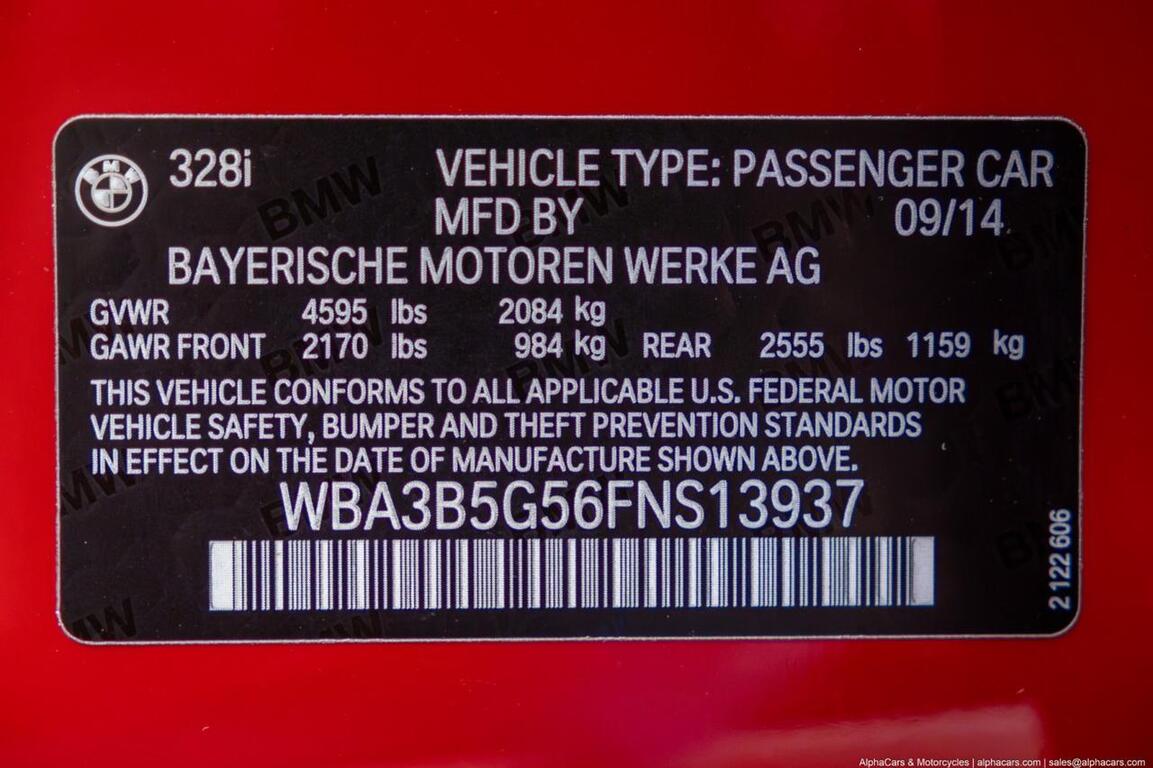 328i VEHICLE TYPE: PASSENGER CAR
MFD BY 09/14
BAYERISCHE MOTOREN WERKE AG
GVWR 4595 lbs 2084 kg
GAWR FRONT 2170 lbs 984 kg REAR 2555 lbs 1159 kg
THIS VEHICLE CONFORMS TO ALL APPLICABLE U.S. FEDERAL MOTOR
VEHICLE SAFETY, BUMPER AND THEFT PREVENTION STANDARDS
IN EFFECT ON THE DATE OF MANUFACTURE SHOWN ABOVE.
WBA3B5G56FNS13937
2 122 606
AlphaCars & Motorcycles | alphacars.com | sales@alphacars.com